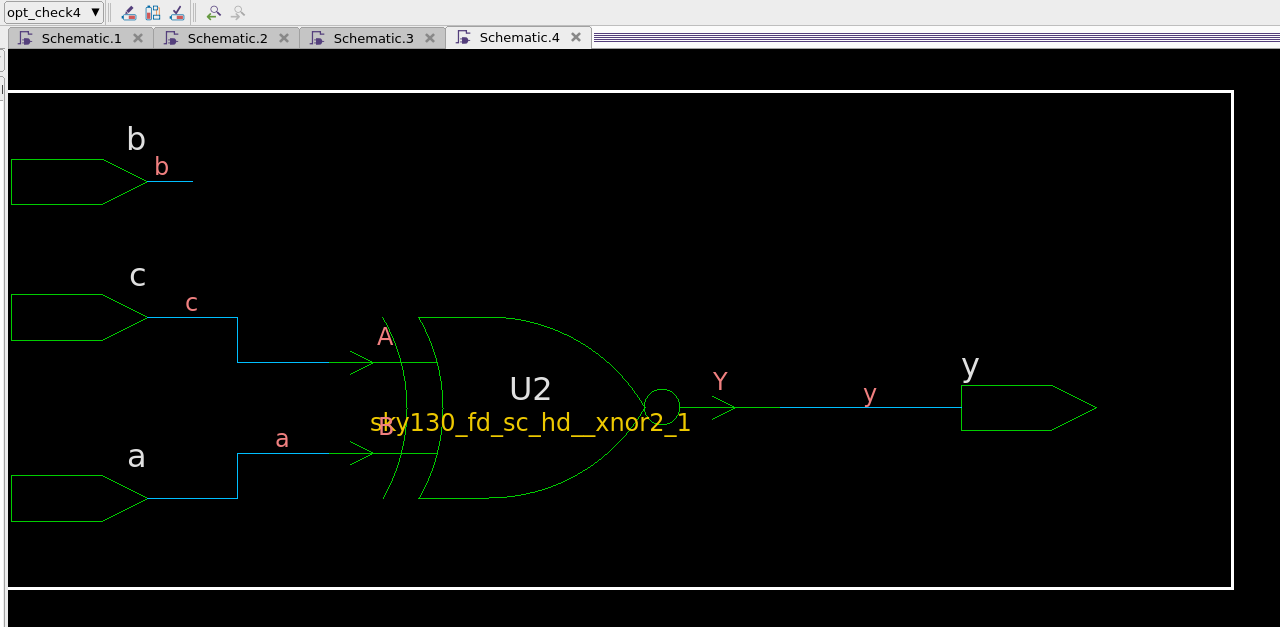 opt_check4
Schematic.1
Schematic.2
Schematic.3
Schematic.4
b
b
c
c
A
U2
sky130_fd_sc_hd__xnor2_1
B
a
a
Y
y
y